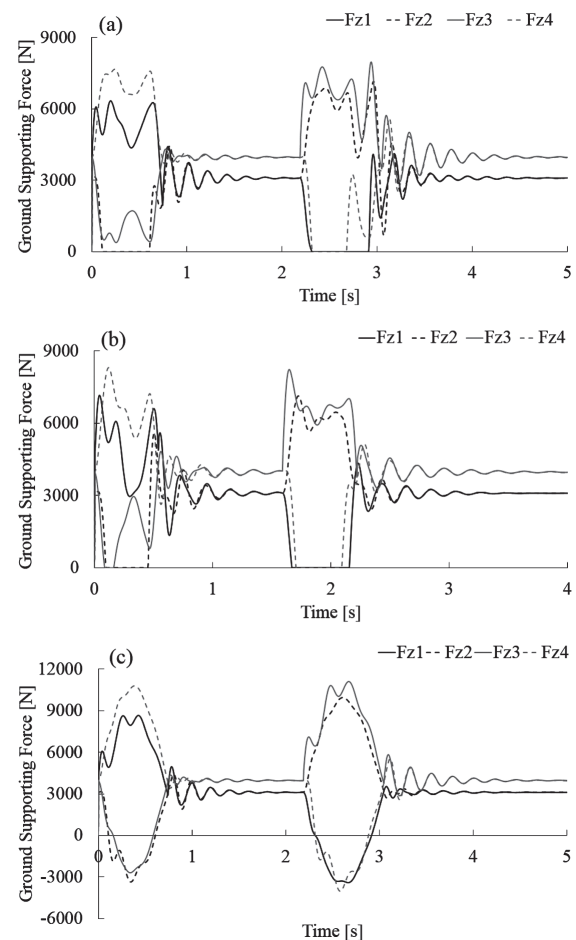 (a)
Fz1 Fz2 Fz3 Fz4
Ground Supporting Force [N]
9000
6000
3000
0
0 1 2 3 4 5
Time [s]
(b)
Fz1 Fz2 Fz3 Fz4
Ground Supporting Force [N]
9000
6000
3000
0
0 1 2 3 4
Time [s]
(c)
Fz1 Fz2 Fz3 Fz4
Ground Supporting Force [N]
12000
9000
6000
3000
0
-3000
-6000
0 1 2 3 4 5
Time [s]